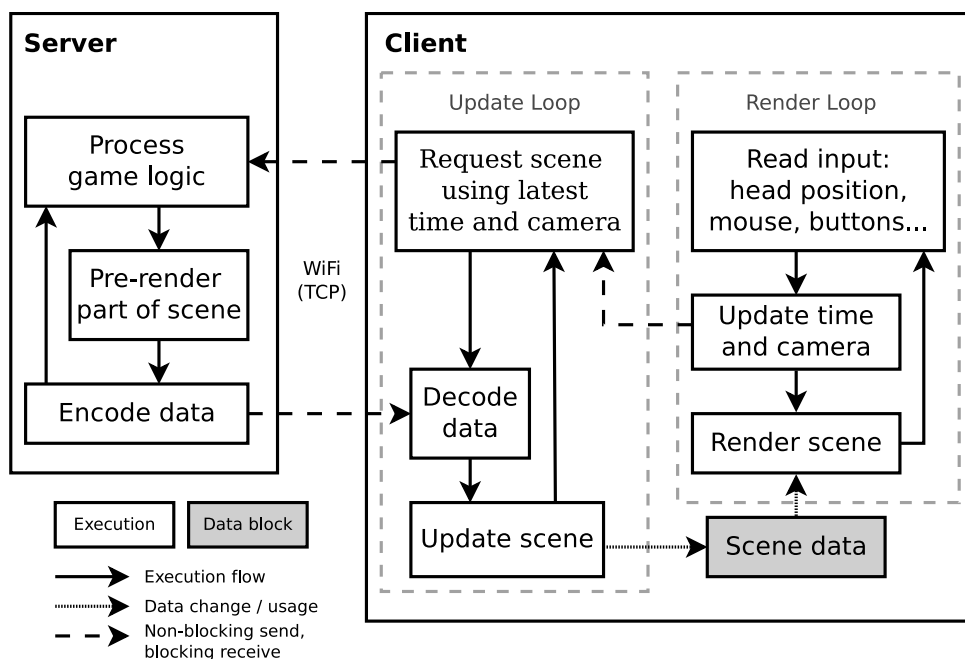 Server
Process
game logic
Pre-render
part of scene
Encode data
WiFi
(TCP)
Client
Update Loop
Request scene
using latest
time and camera
Decode
data
Update scene
Render Loop
Read input:
head position,
mouse, buttons...
Update time
and camera
Render scene
Scene data
Execution
Data block
Execution flow
Data change / usage
Non-blocking send,
blocking receive